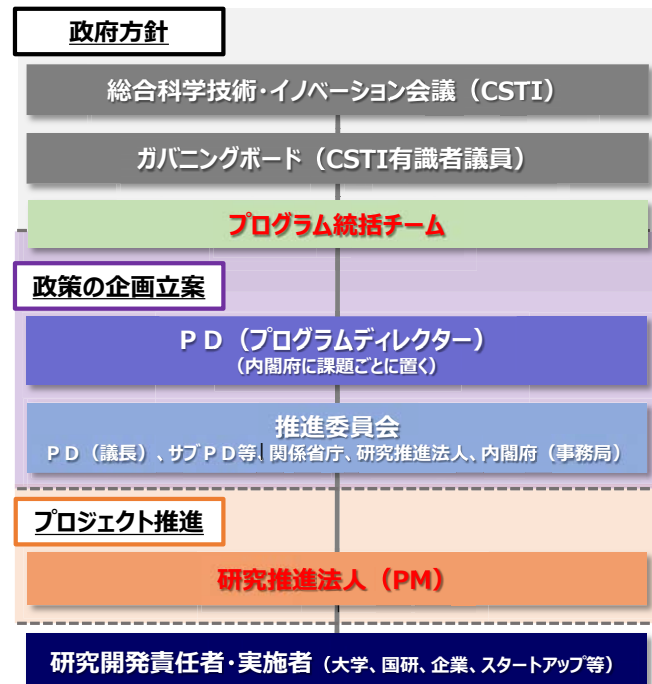 政府方針
総合科学技術・イノベーション会議（CSTI）
ガバニングボード（CSTI有識者議員）
プログラム統括チーム
政策の企画立案
ＰＤ（プログラムディレクター）
（内閣府に課題ごとに置く）
推進委員会
ＰＤ（議長）、サブＰＤ等、関係省庁、研究推進法人、内閣府（事務局）
プロジェクト推進
研究推進法人（PM）
研究開発責任者・実施者（大学、国研、企業、スタートアップ等）